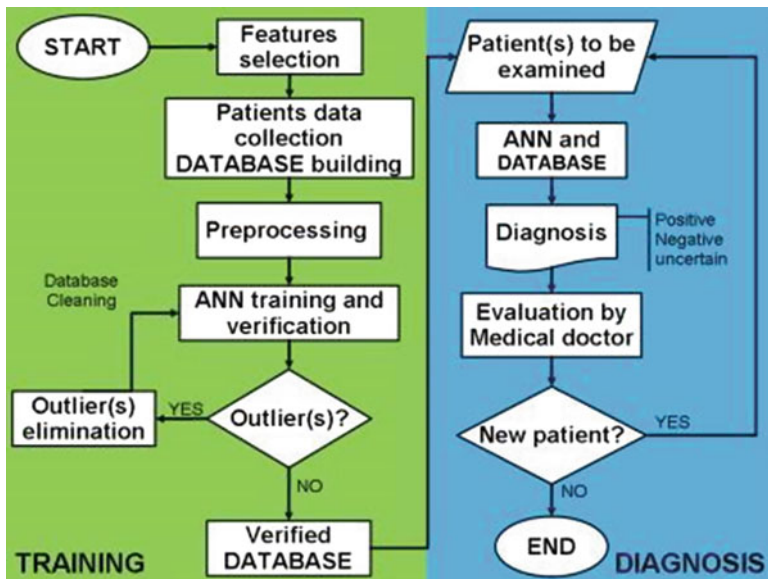 START
Features
selection
Patients data
collection
DATABASE building
Preprocessing
Database
Cleaning
ANN training and
verification
Outlier(s)
elimination
YES
Outlier(s)?
NO
Verified
DATABASE
TRAINING
Patient(s) to be
examined
ANN and
DATABASE
Diagnosis
Positive
Negative
uncertain
Evaluation by
Medical doctor
New patient?
YES
NO
END
DIAGNOSIS